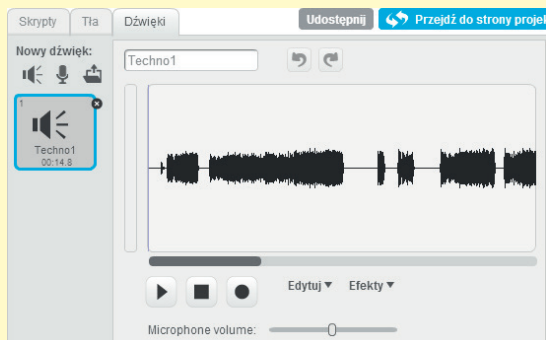 Skrypty Tła Dźwięki Udostępnij Przejdź do strony projek
Nowy dźwięk:
Techno1
1
Techno1
00:14.8
Edytuj Efekty
Microphone volume: